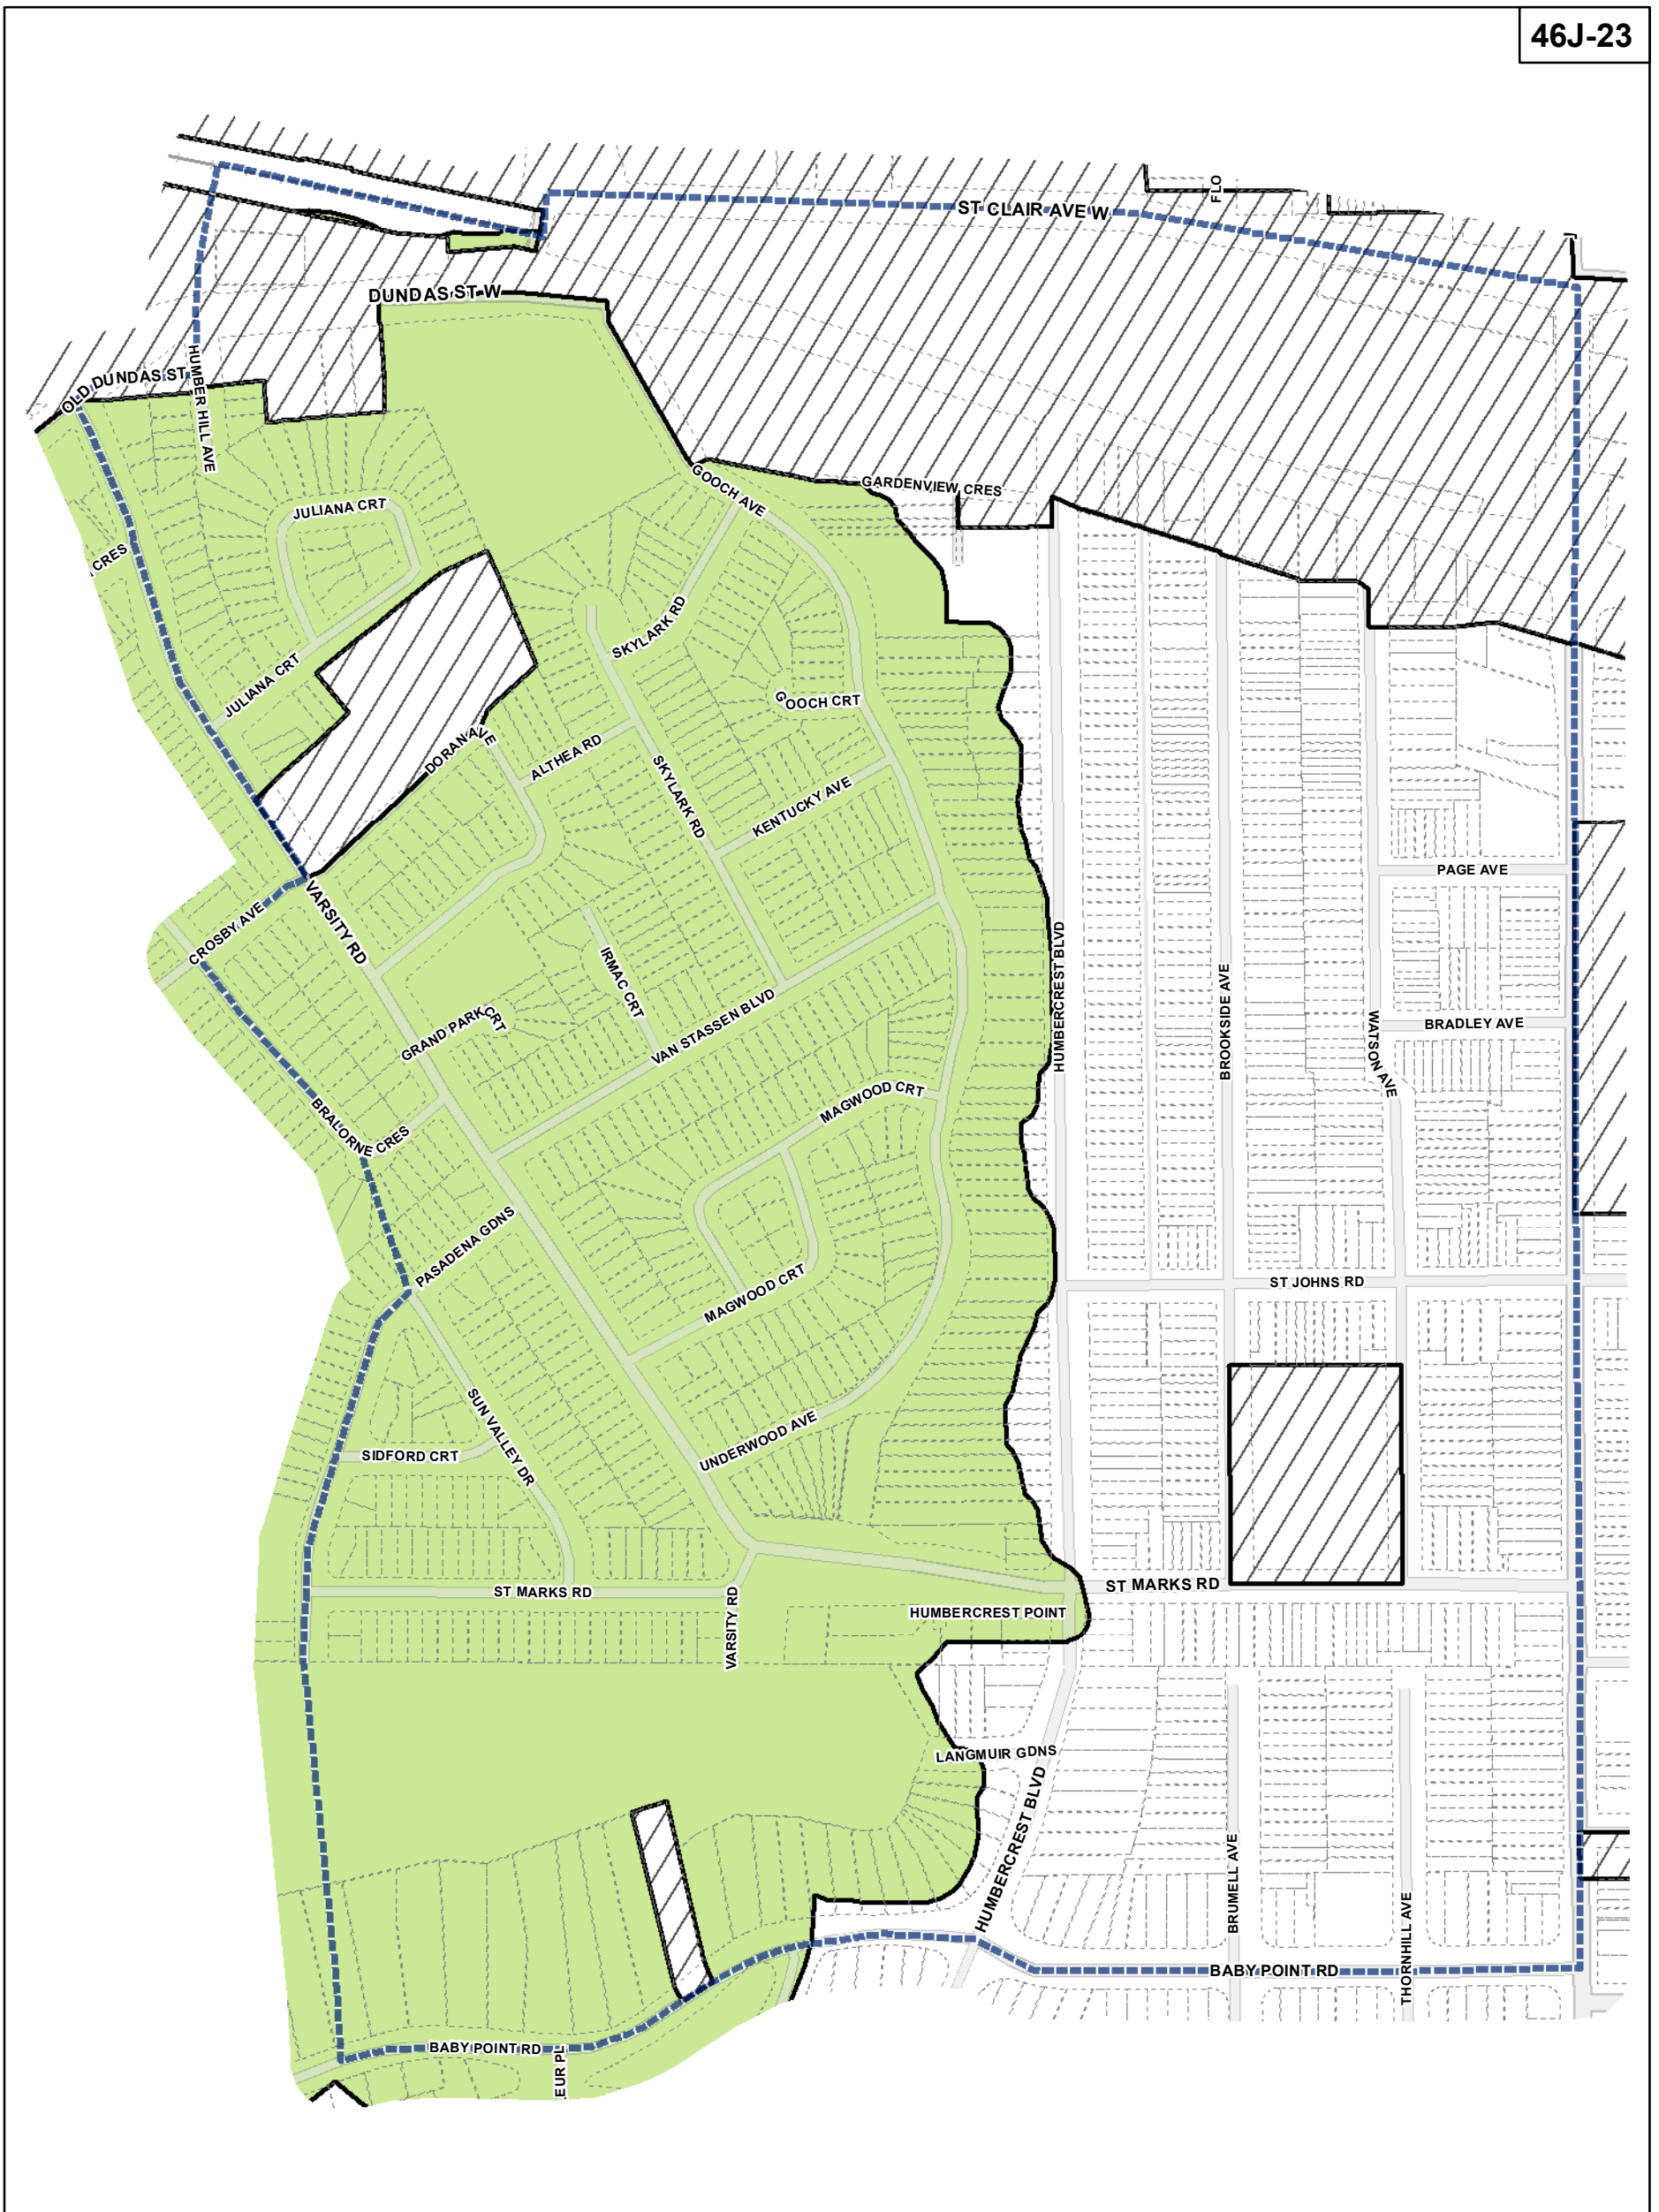 46J-23
FLO
ST CLAIR AVE W
DUNDAS ST W
OLD DUNDAS ST
HUMBER HILL AVE
GOOCH AVE
GARDENVIEW CRES
JULIANA CRT
CRES
SKYLARK RD
JULIANA CRT
GOOCH CRT
DORAN AVE
ALTHEA RD
SKYLARK RD
KENTUCKY AVE
PAGE AVE
VARSITY RD
CROSBY AVE
IRMAC CRT
HUMBERCREST BLVD
BROOKSIDE AVE
WATSON AVE
BRADLEY AVE
GRAND PARK CRT
VAN STASSEN BLVD
MAGWOOD CRT
BRALORNE CRES
PASADENA GDNS
MAGWOOD CRT
ST JOHNS RD
SUN VALLEY DR
UNDERWOOD AVE
SIDFORD CRT
ST MARKS RD
ST MARKS RD
VARSITY RD
HUMBERCREST POINT
LANGMUIR GDNS
HUMBERCREST BLVD
BRUMELL AVE
THORNHILL AVE
BABY POINT RD
BABY POINT RD
EUR PL